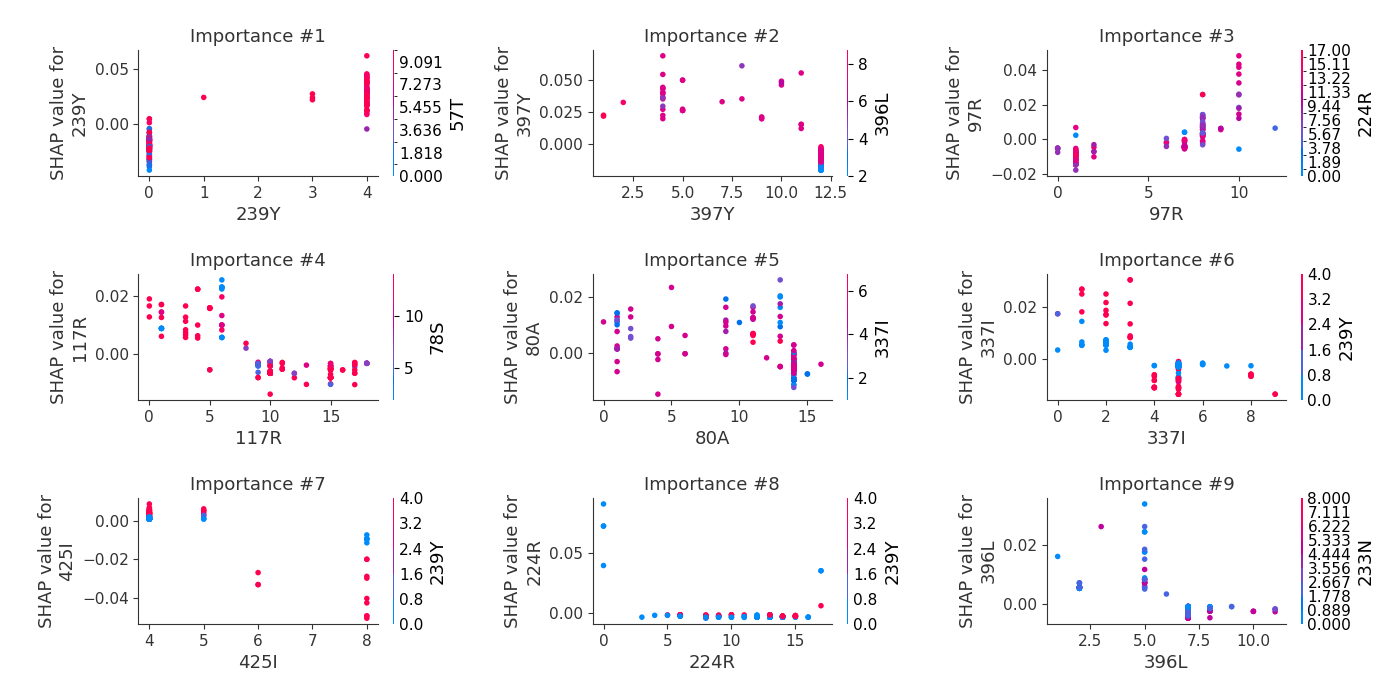 Importance #1
SHAP value for
239Y
0.05
0.00
0
1
2
3
4
239Y
9.091
7.273
5.455
3.636
1.818
0.000
57T
Importance #2
SHAP value for
397Y
0.050
0.025
0.000
2.5
5.0
7.5
10.0
12.5
397Y
8
6
4
2
396L
Importance #3
SHAP value for
97R
0.04
0.02
0.00
−0.02
0
5
10
97R
17.00
15.11
13.22
11.33
9.44
7.56
5.67
3.78
1.89
0.00
224R
Importance #4
SHAP value for
117R
0.02
0.00
0
5
10
15
117R
10
5
78S
Importance #5
SHAP value for
80A
0.02
0.00
0
5
10
15
80A
6
4
2
337I
Importance #6
SHAP value for
337I
0.02
0.00
0
2
4
6
8
337I
4.0
3.2
2.4
1.6
0.8
0.0
239Y
Importance #7
SHAP value for
425I
0.00
−0.02
−0.04
4
5
6
7
8
425I
4.0
3.2
2.4
1.6
0.8
0.0
239Y
Importance #8
SHAP value for
224R
0.05
0.00
0
5
10
15
224R
4.0
3.2
2.4
1.6
0.8
0.0
239Y
Importance #9
SHAP value for
396L
0.02
0.00
2.5
5.0
7.5
10.0
396L
8.000
7.111
6.222
5.333
4.444
3.556
2.667
1.778
0.889
0.000
233N